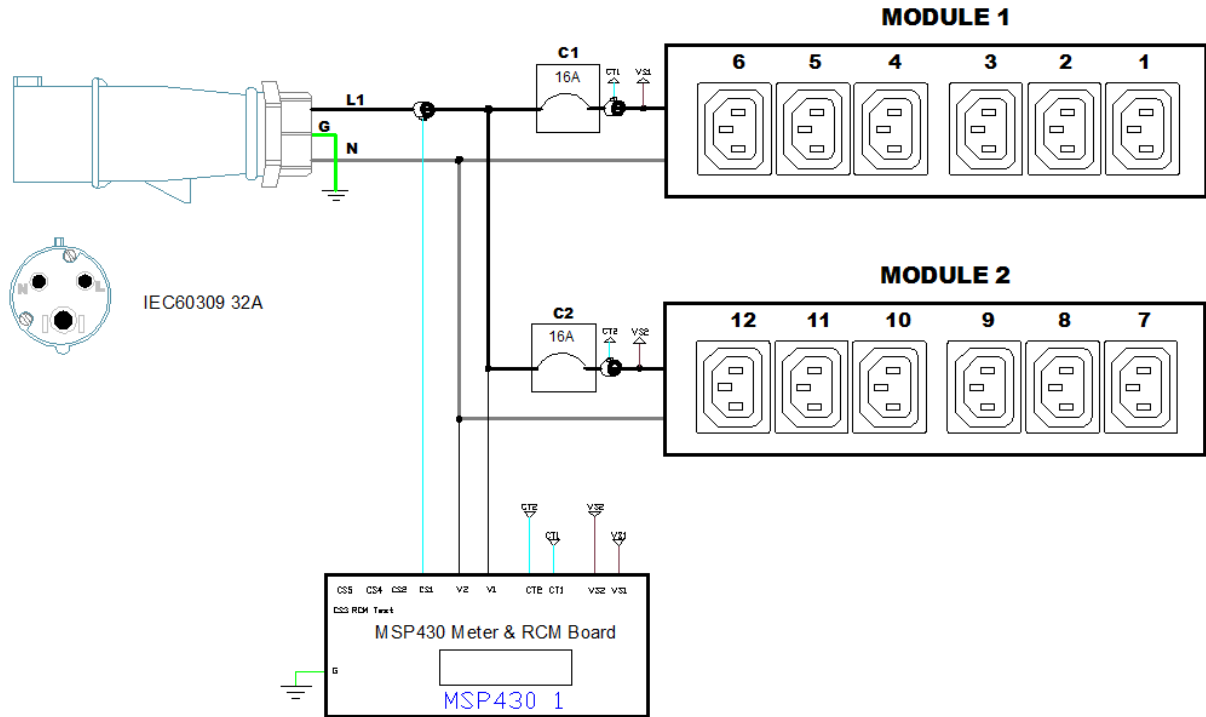 MODULE 1
C1
16A
CT1
VS1
6 5 4 3 2 1
L1
G
N
N L
IEC60309 32A
MODULE 2
C2
16A
CT2
VS2
12 11 10 9 8 7
CT2
VS2
CT1
VS1
CS5 CS4 CS2 CS1 V2 V1 CT2 CT1 VS2 VS1
CS3 RCM Test
MSP430 Meter & RCM Board
G
MSP430 1